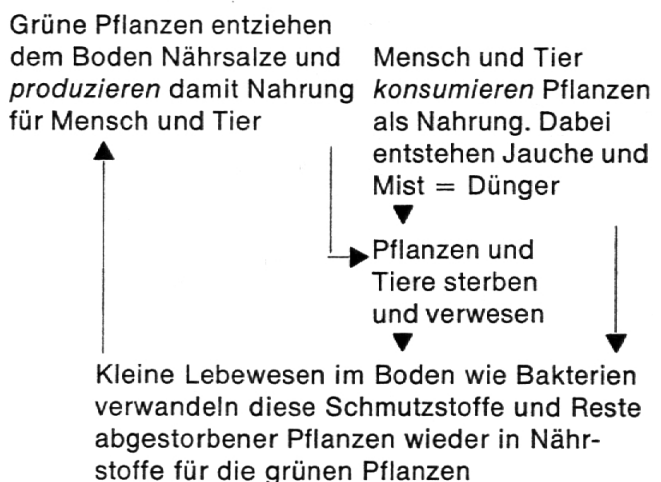 Grüne Pflanzen entziehen
dem Boden Nährsalze und
produzieren damit Nahrung
für Mensch und Tier
Mensch und Tier
konsumieren Pflanzen
als Nahrung. Dabei
entstehen Jauche und
Mist = Dünger
Pflanzen und
Tiere sterben
und verwesen
Kleine Lebewesen im Boden wie Bakterien
verwandeln diese Schmutzstoffe und Reste
abgestorbener Pflanzen wieder in Nähr-
stoffe für die grünen Pflanzen